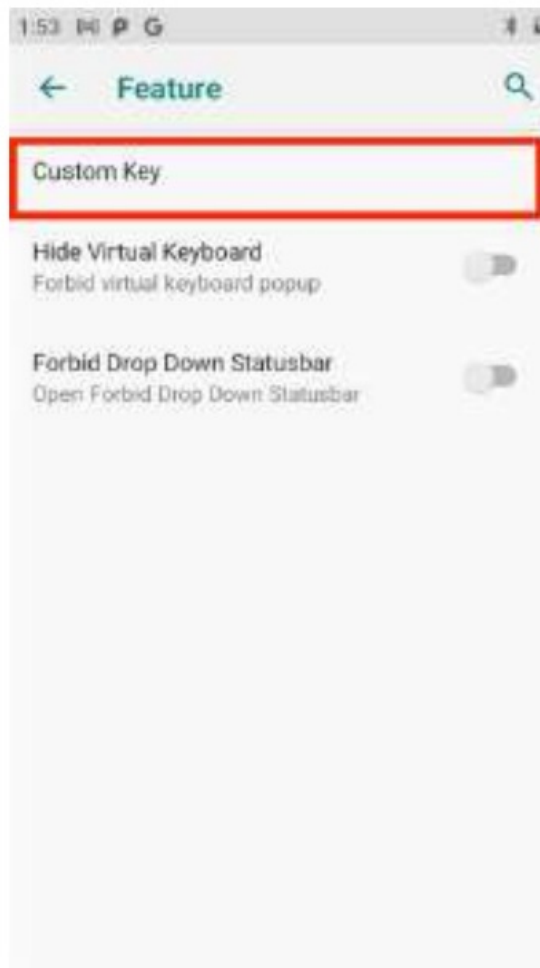 1:53 P G
Feature
Custom Key
Hide Virtual Keyboard
Forbid virtual keyboard popup
Forbid Drop Down Statusbar
Open Forbid Drop Down Statusbar